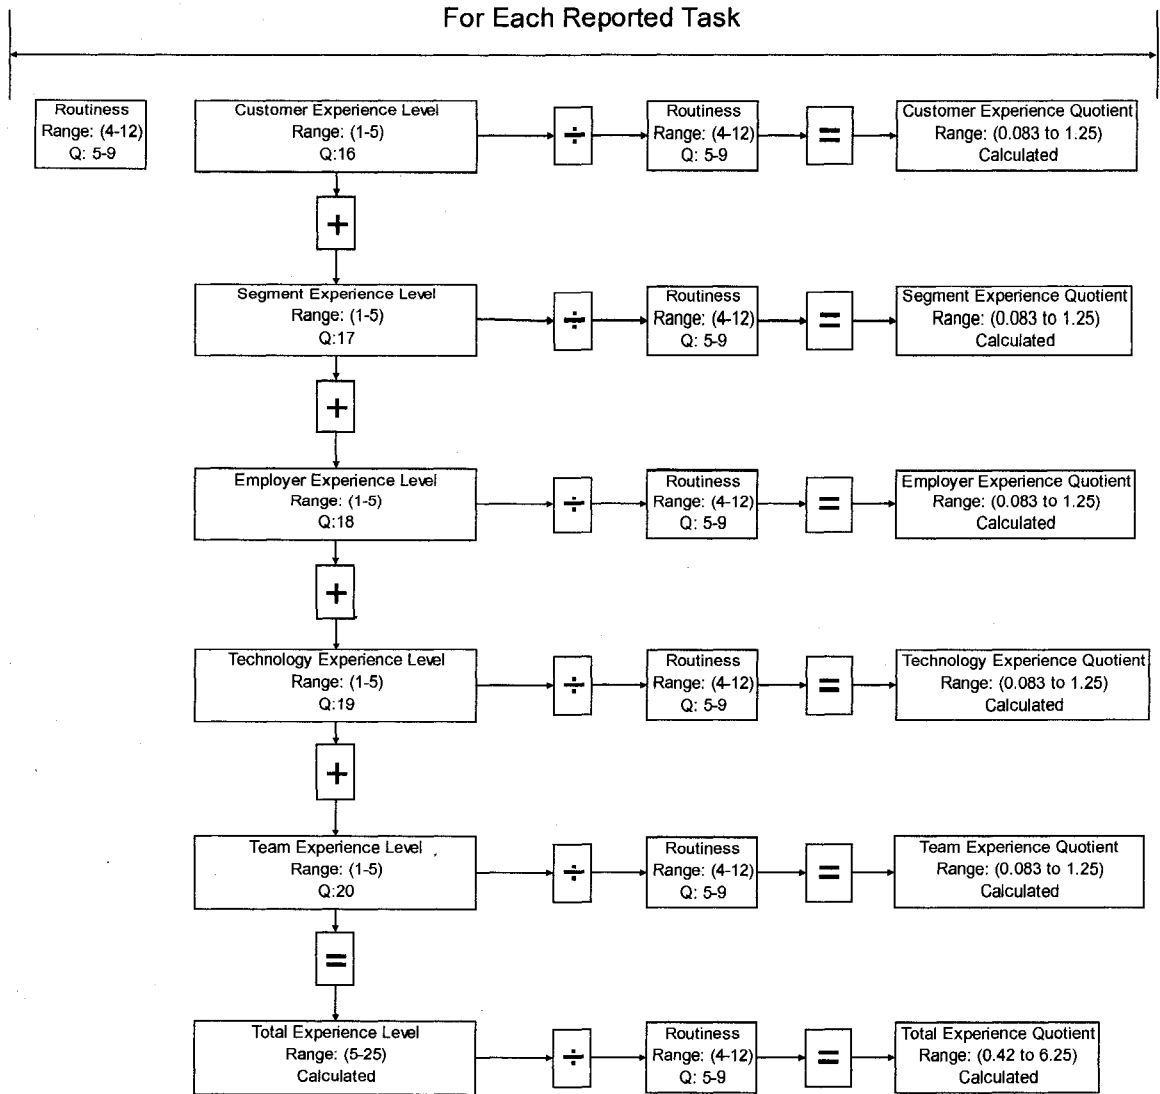 For Each Reported Task
Routiness
Range: (4-12)
Q: 5-9
Customer Experience Level
Range: (1-5)
Q:16
÷
Routiness
Range: (4-12)
Q: 5-9
=
Customer Experience Quotient
Range: (0.083 to 1.25)
Calculated
+
Segment Experience Level
Range: (1-5)
Q:17
÷
Routiness
Range: (4-12)
Q: 5-9
=
Segment Experience Quotient
Range: (0.083 to 1.25)
Calculated
+
Employer Experience Level
Range: (1-5)
Q:18
÷
Routiness
Range: (4-12)
Q: 5-9
=
Employer Experience Quotient
Range: (0.083 to 1.25)
Calculated
+
Technology Experience Level
Range: (1-5)
Q:19
÷
Routiness
Range: (4-12)
Q: 5-9
=
Technology Experience Quotient
Range: (0.083 to 1.25)
Calculated
+
Team Experience Level
Range: (1-5)
Q:20
÷
Routiness
Range: (4-12)
Q: 5-9
=
Team Experience Quotient
Range: (0.083 to 1.25)
Calculated
=
Total Experience Level
Range: (5-25)
Calculated
÷
Routiness
Range: (4-12)
Q: 5-9
=
Total Experience Quotient
Range: (0.42 to 6.25)
Calculated